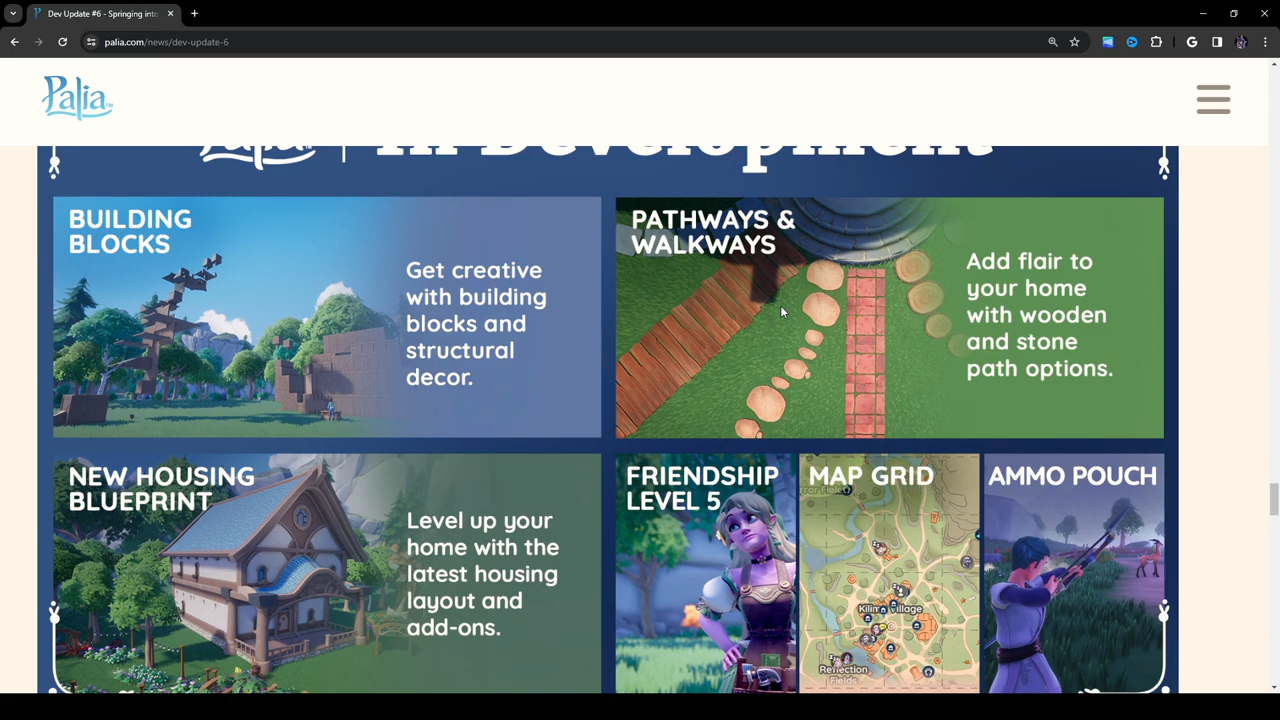 Dev Update #6 - Springing into
palia.com/news/dev-update-6
Palia
Palia | In Development
BUILDING
BLOCKS
Get creative
with building
blocks and
structural
decor.
PATHWAYS &
WALKWAYS
Add flair to
your home
with wooden
and stone
path options.
NEW HOUSING
BLUEPRINT
Level up your
home with the
latest housing
layout and
add-ons.
FRIENDSHIP
LEVEL 5
MAP GRID
Kilima Village
Reflection
Fields
AMMO POUCH